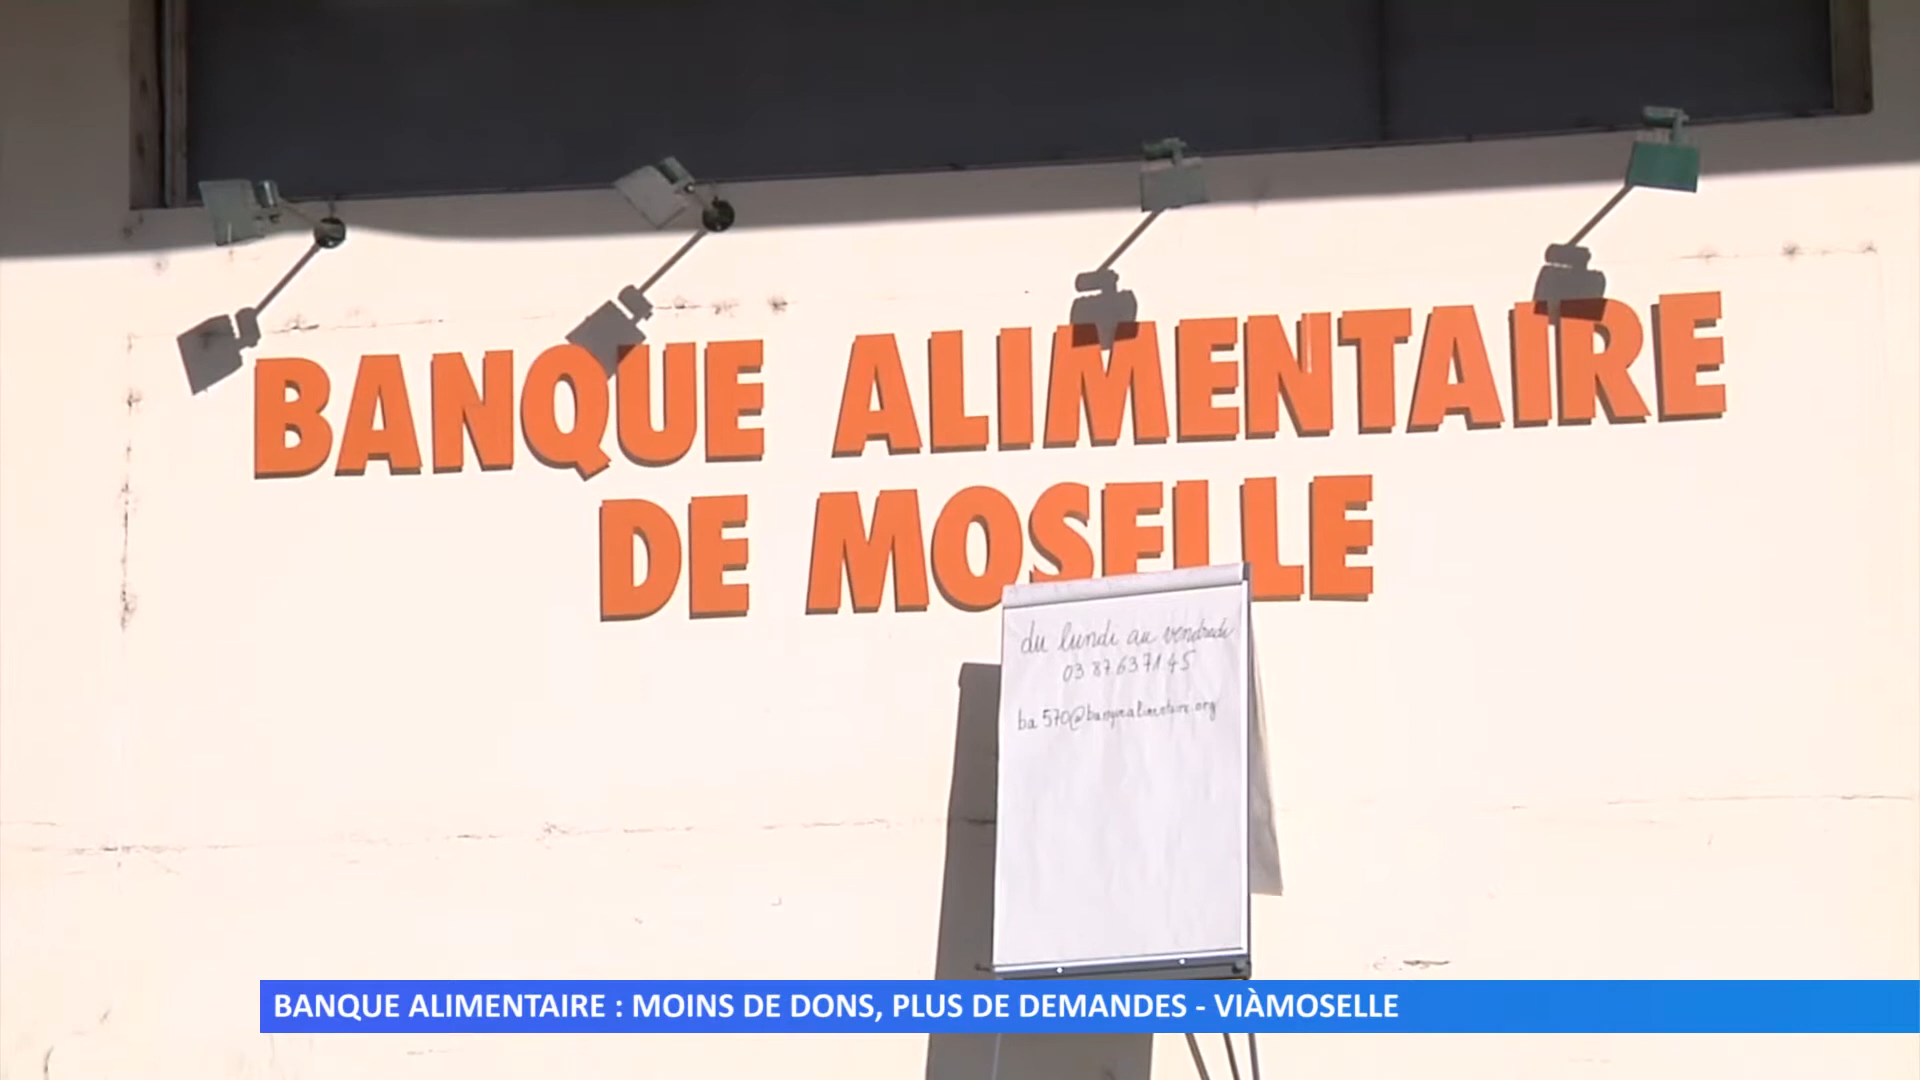 BANQUE ALIMENTAIRE
DE MOSELLE
du lundi au vendredi
03 87 63 71 45
ba570@banquealimentaire.org
BANQUE ALIMENTAIRE : MOINS DE DONS, PLUS DE DEMANDES - VIÀMOSELLE